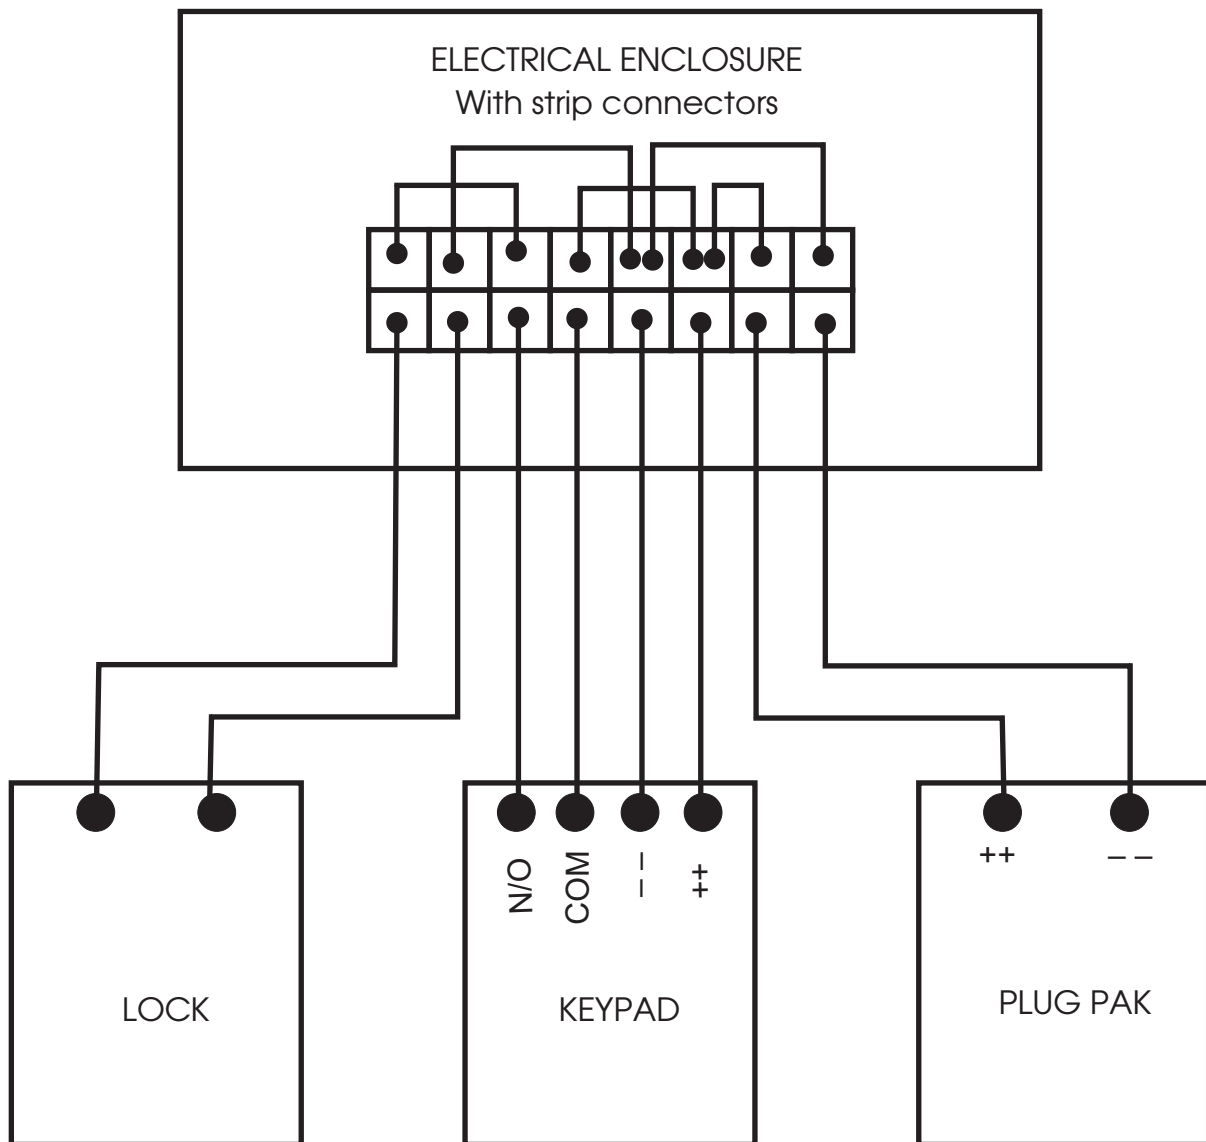 ELECTRICAL ENCLOSURE
With strip connectors
N/O
COM
– –
++
++
– –
LOCK
KEYPAD
PLUG PAK